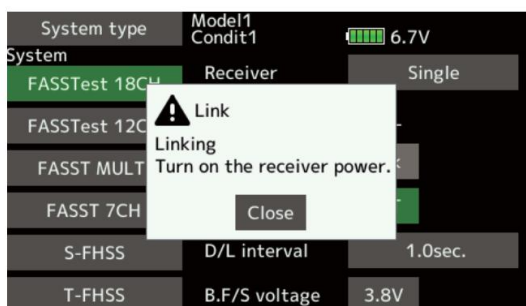 System type
Model1
Condit1
6.7V
System
FASSTest 18CH
Receiver
Single
FASSTest 12C
FASST MULT
FASST 7CH
S-FHSS
T-FHSS
Link
Linking
Turn on the receiver power.
Close
D/L interval
1.0sec.
B.F/S voltage
3.8V